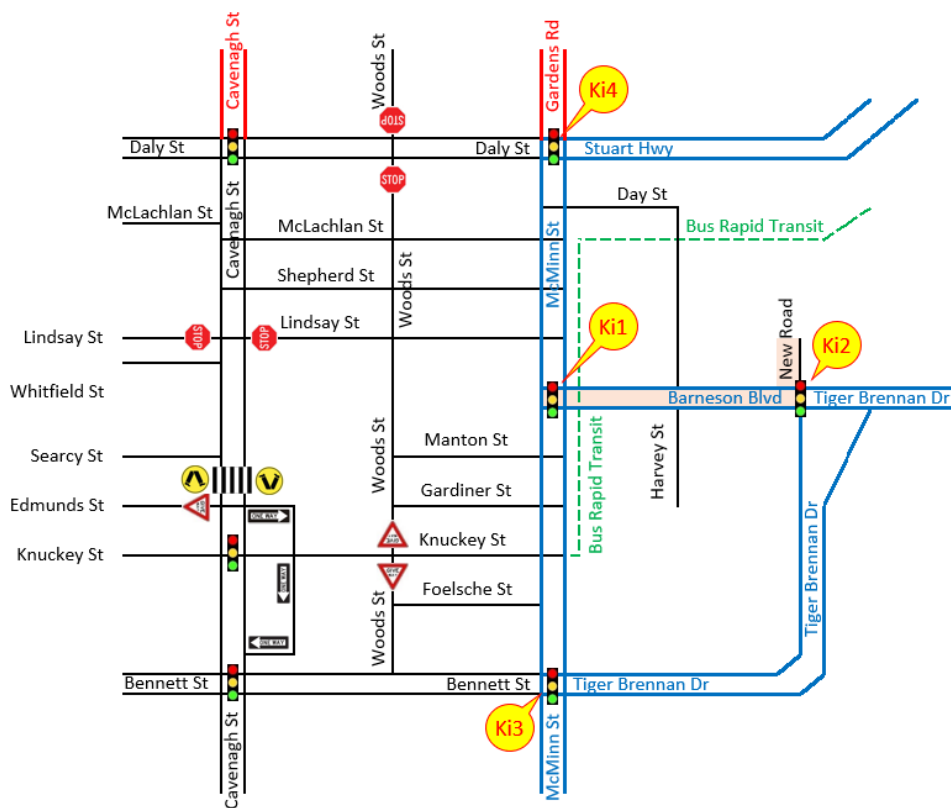 Cavenagh St
Woods St
Gardens Rd
Ki4
STOP
Daly St
Daly St
Stuart Hwy
STOP
McLachlan St
Cavenagh St
McLachlan St
Day St
Bus Rapid Transit
McMinn St
Shepherd St
Woods St
Lindsay St
STOP
STOP
Lindsay St
Ki1
Ki2
New Road
Whitfield St
Barneson Blvd
Tiger Brennan Dr
Searcy St
Woods St
Manton St
Harvey St
Bus Rapid Transit
Edmunds St
ONE WAY
Gardiner St
Knuckey St
Knuckey St
ONE WAY
GIVE WAY
Foelsche St
Tiger Brennan Dr
ONE WAY
Woods St
Bennett St
Bennett St
Tiger Brennan Dr
Ki3
Cavenagh St
McMinn St